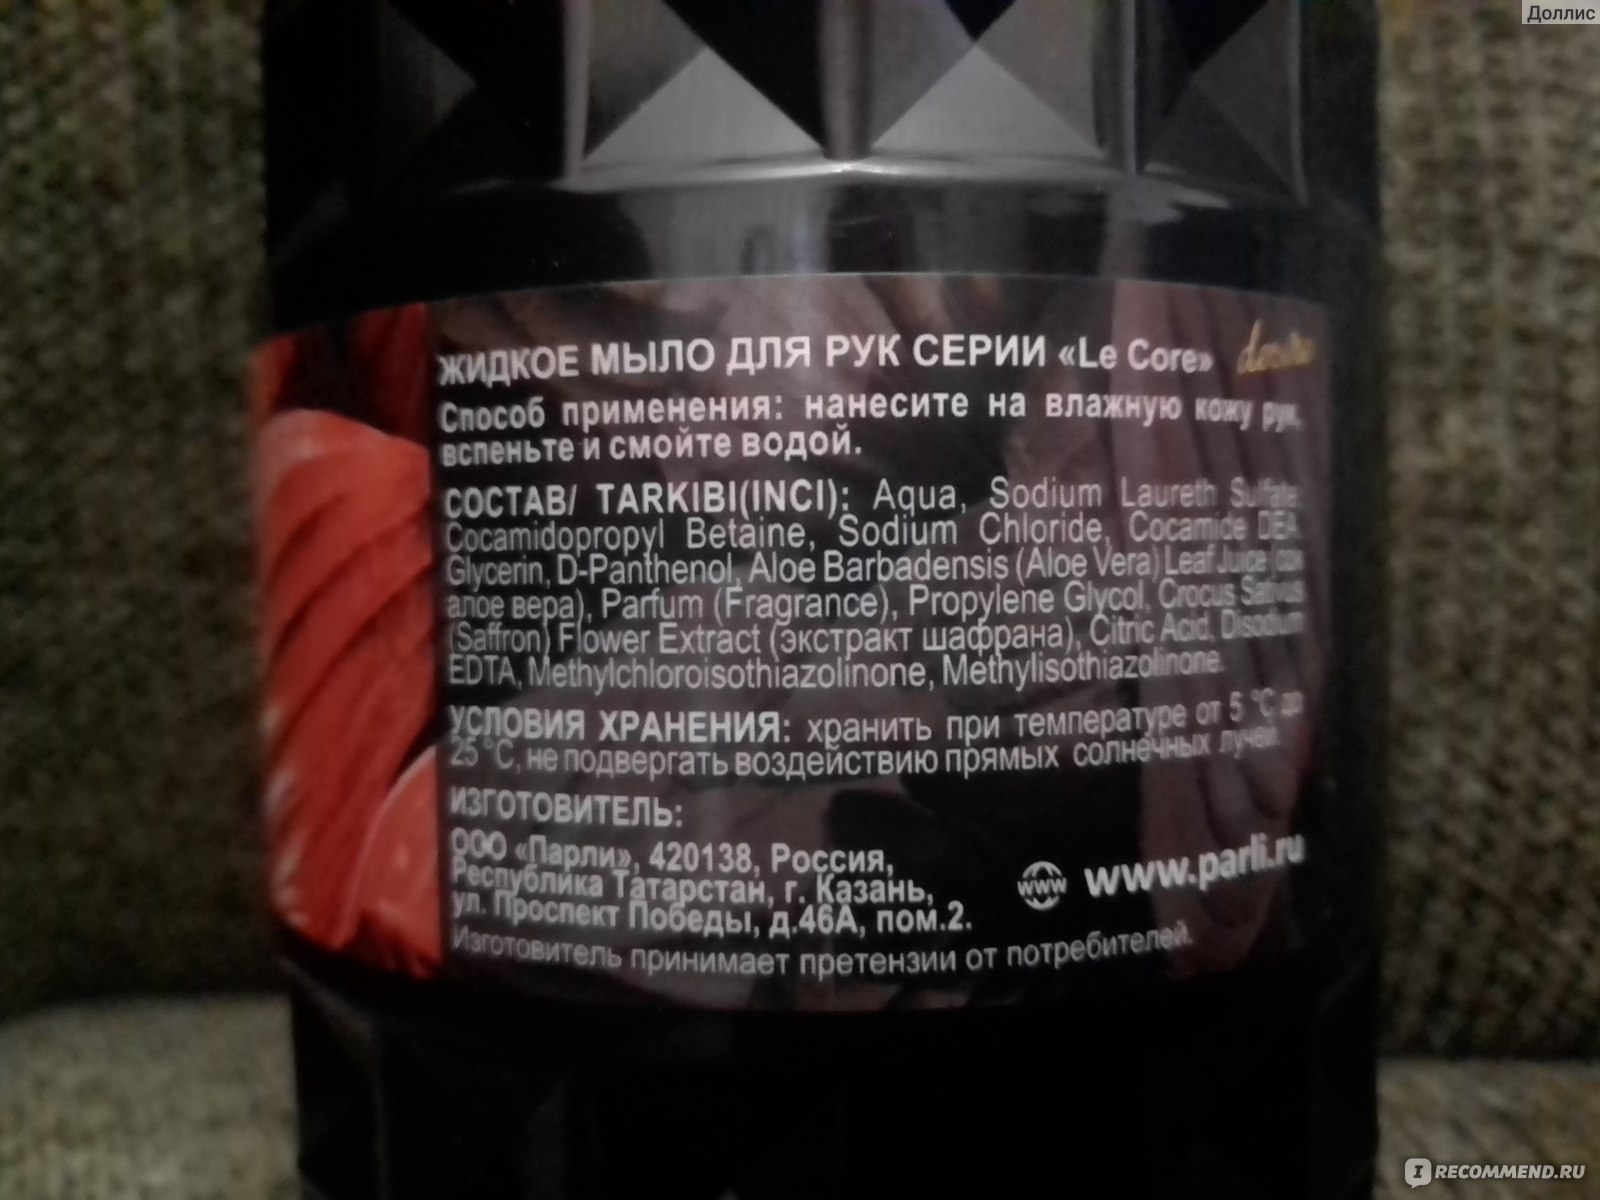 Доллис
ЖИДКОЕ МЫЛО ДЛЯ РУК СЕРИИ «Le Core»
Способ применения: нанесите на влажную кожу рук,
вспеньте и смойте водой.
СОСТАВ/ TARKIBI(INCI): Aqua, Sodium Laureth Sulfate,
Cocamidopropyl Betaine, Sodium Chloride, Cocamide DEA,
Glycerin, D-Panthenol, Aloe Barbadensis (Aloe Vera) Leaf Juice (сок
алое вера), Parfum (Fragrance), Propylene Glycol, Crocus Sativus
(Saffron) Flower Extract (экстракт шафрана), Citric Acid, Disodium
EDTA, Methylchloroisothiazolinone, Methylisothiazolinone.
УСЛОВИЯ ХРАНЕНИЯ: хранить при температуре от 5 °C до
25 °C, не подвергать воздействию прямых солнечных лучей.
ИЗГОТОВИТЕЛЬ:
ООО «Парли», 420138, Россия,
Республика Татарстан, г. Казань,
ул. Проспект Победы, д.46А, пом.2.
www www.parli.ru
Изготовитель принимает претензии от потребителей.
IRECOMMEND.RU